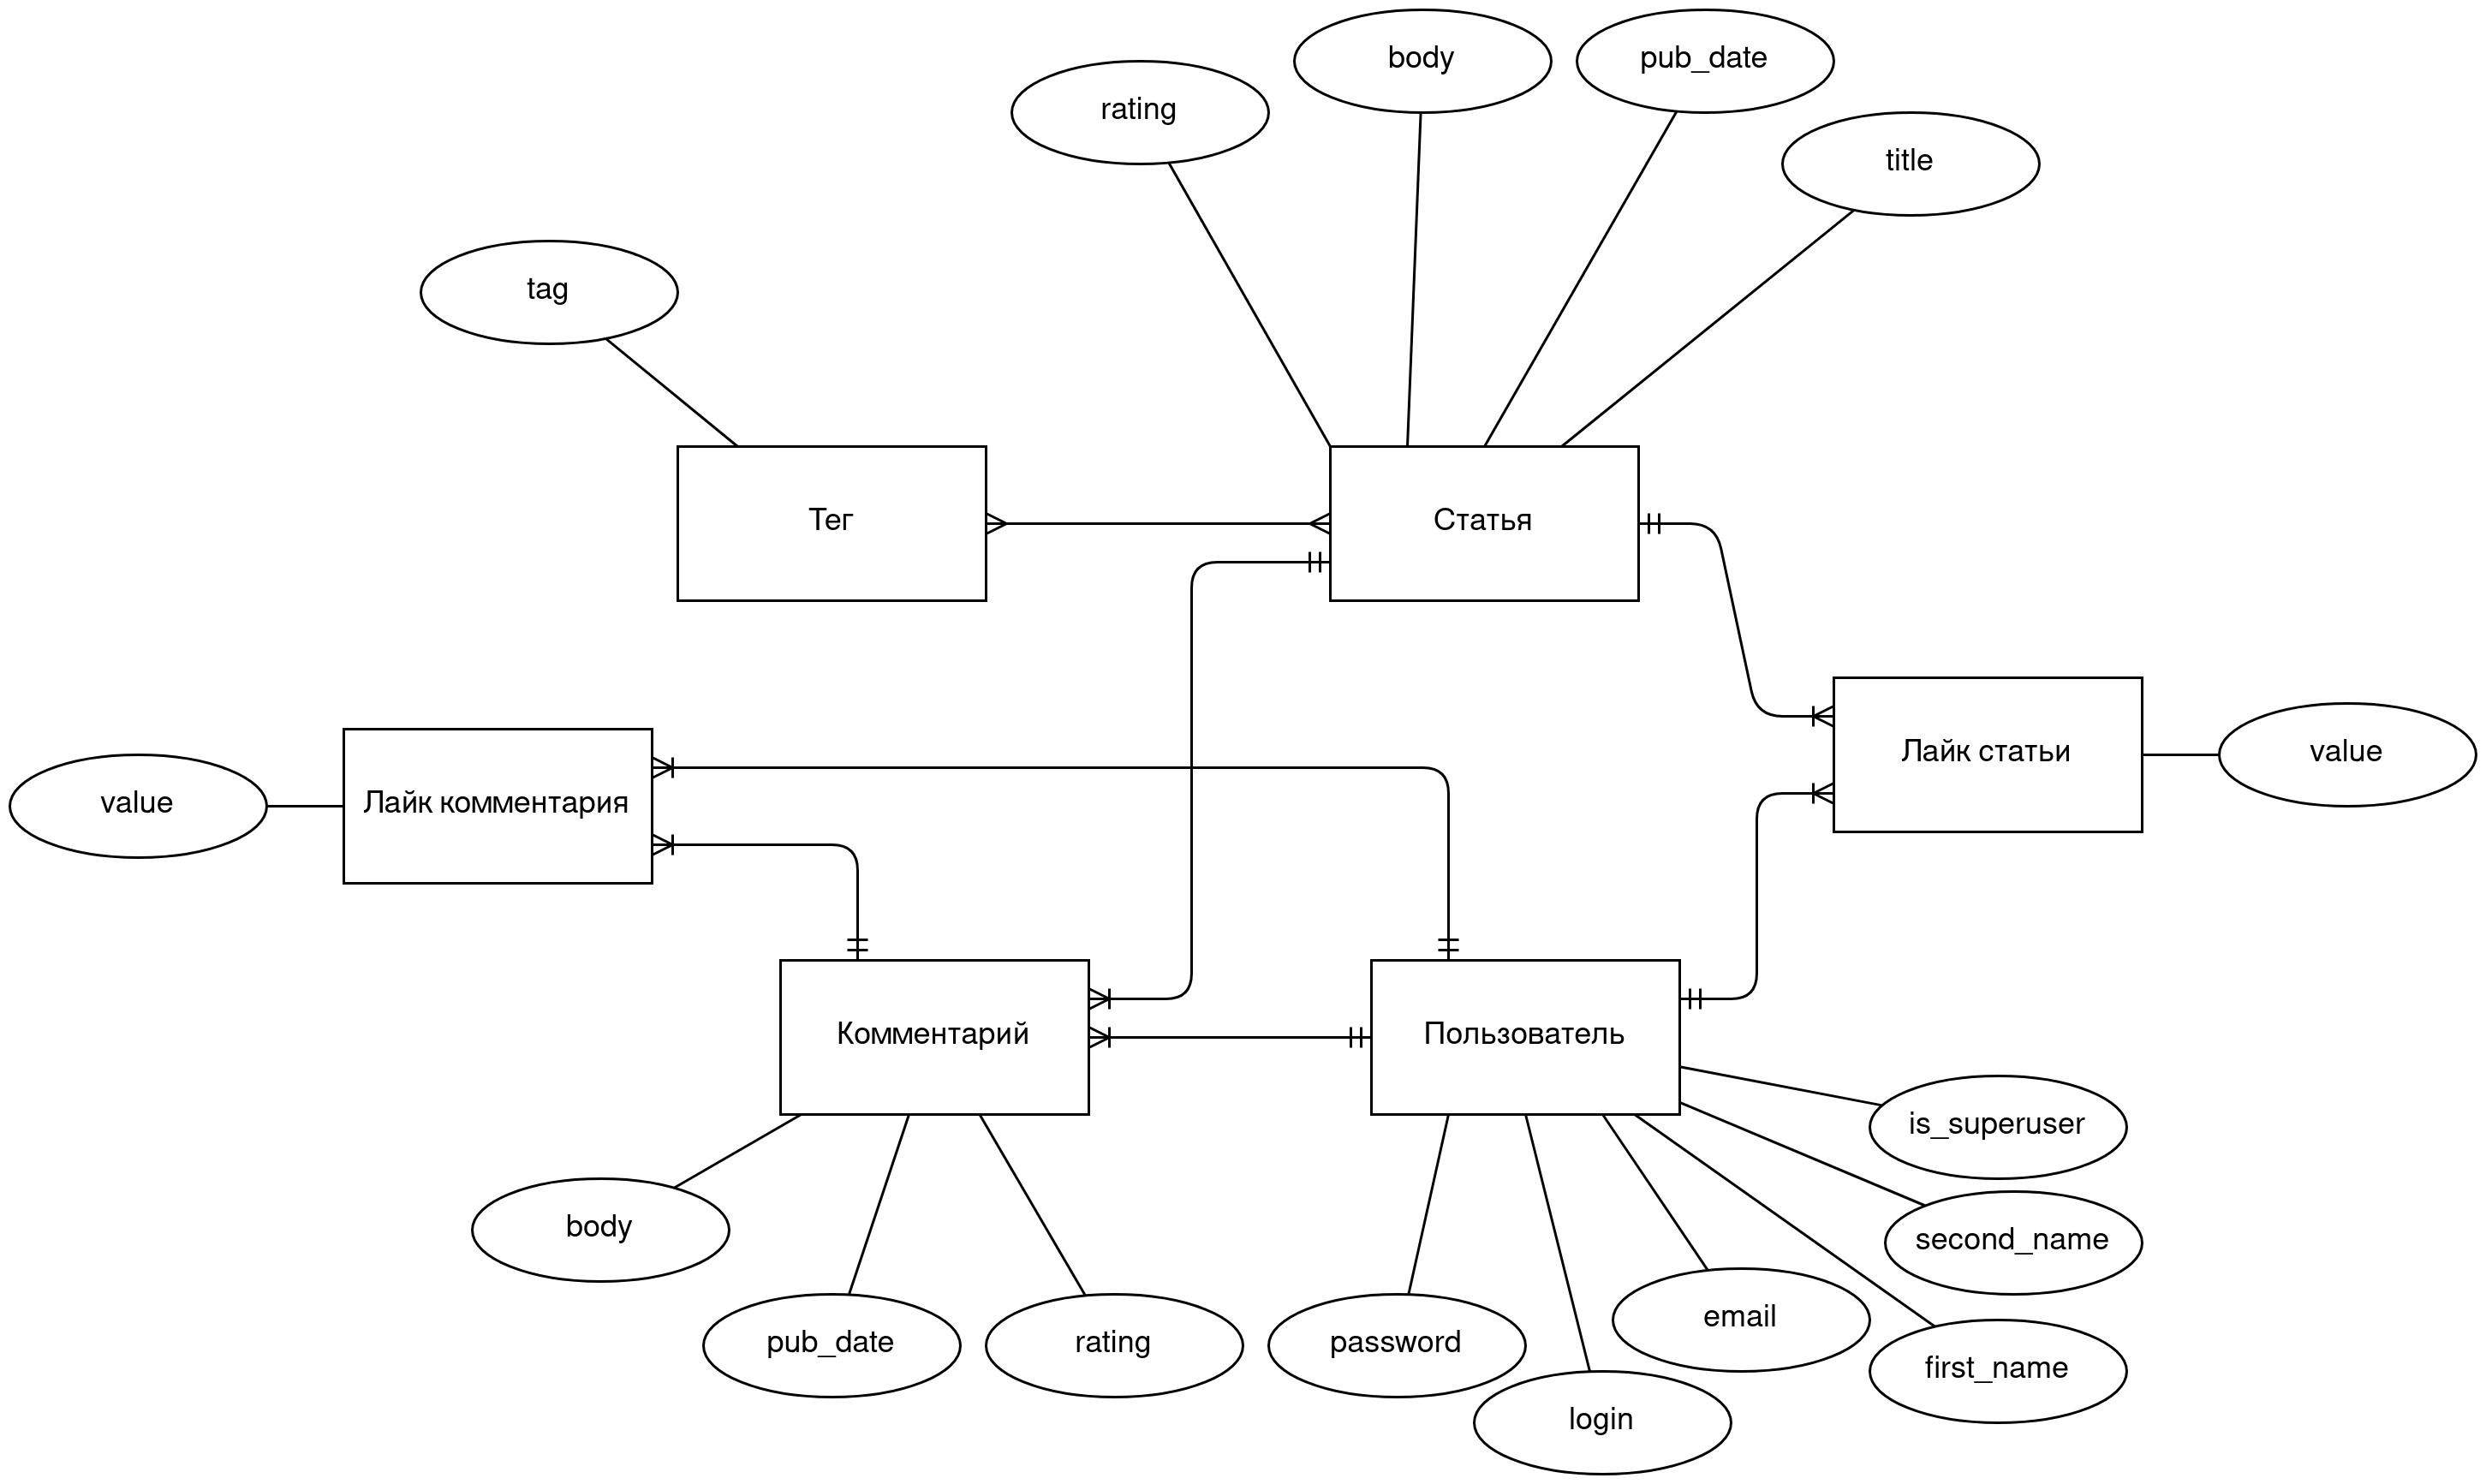 body
pub_date
rating
title
tag
Тег
Статья
Лайк статьи
value
value
Лайк комментария
Комментарий
Пользователь
is_superuser
body
second_name
email
pub_date
rating
password
first_name
login